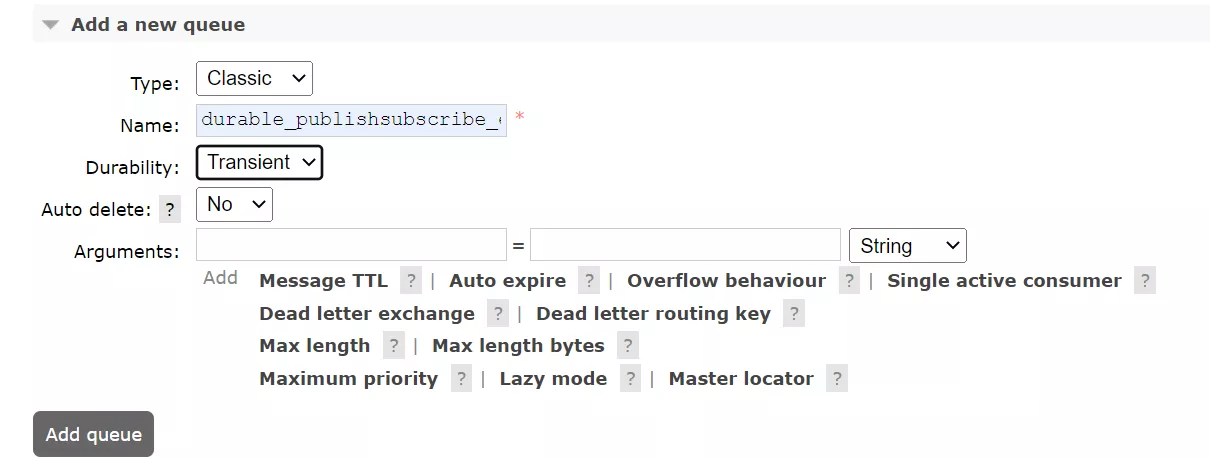 Add a new queue
Type: Classic
Name: durable_publishsubscribe_ *
Durability: Transient
Auto delete: ? No
Arguments: = String
Add Message TTL ? | Auto expire ? | Overflow behaviour ? | Single active consumer ?
Dead letter exchange ? | Dead letter routing key ?
Max length ? | Max length bytes ?
Maximum priority ? | Lazy mode ? | Master locator ?
Add queue